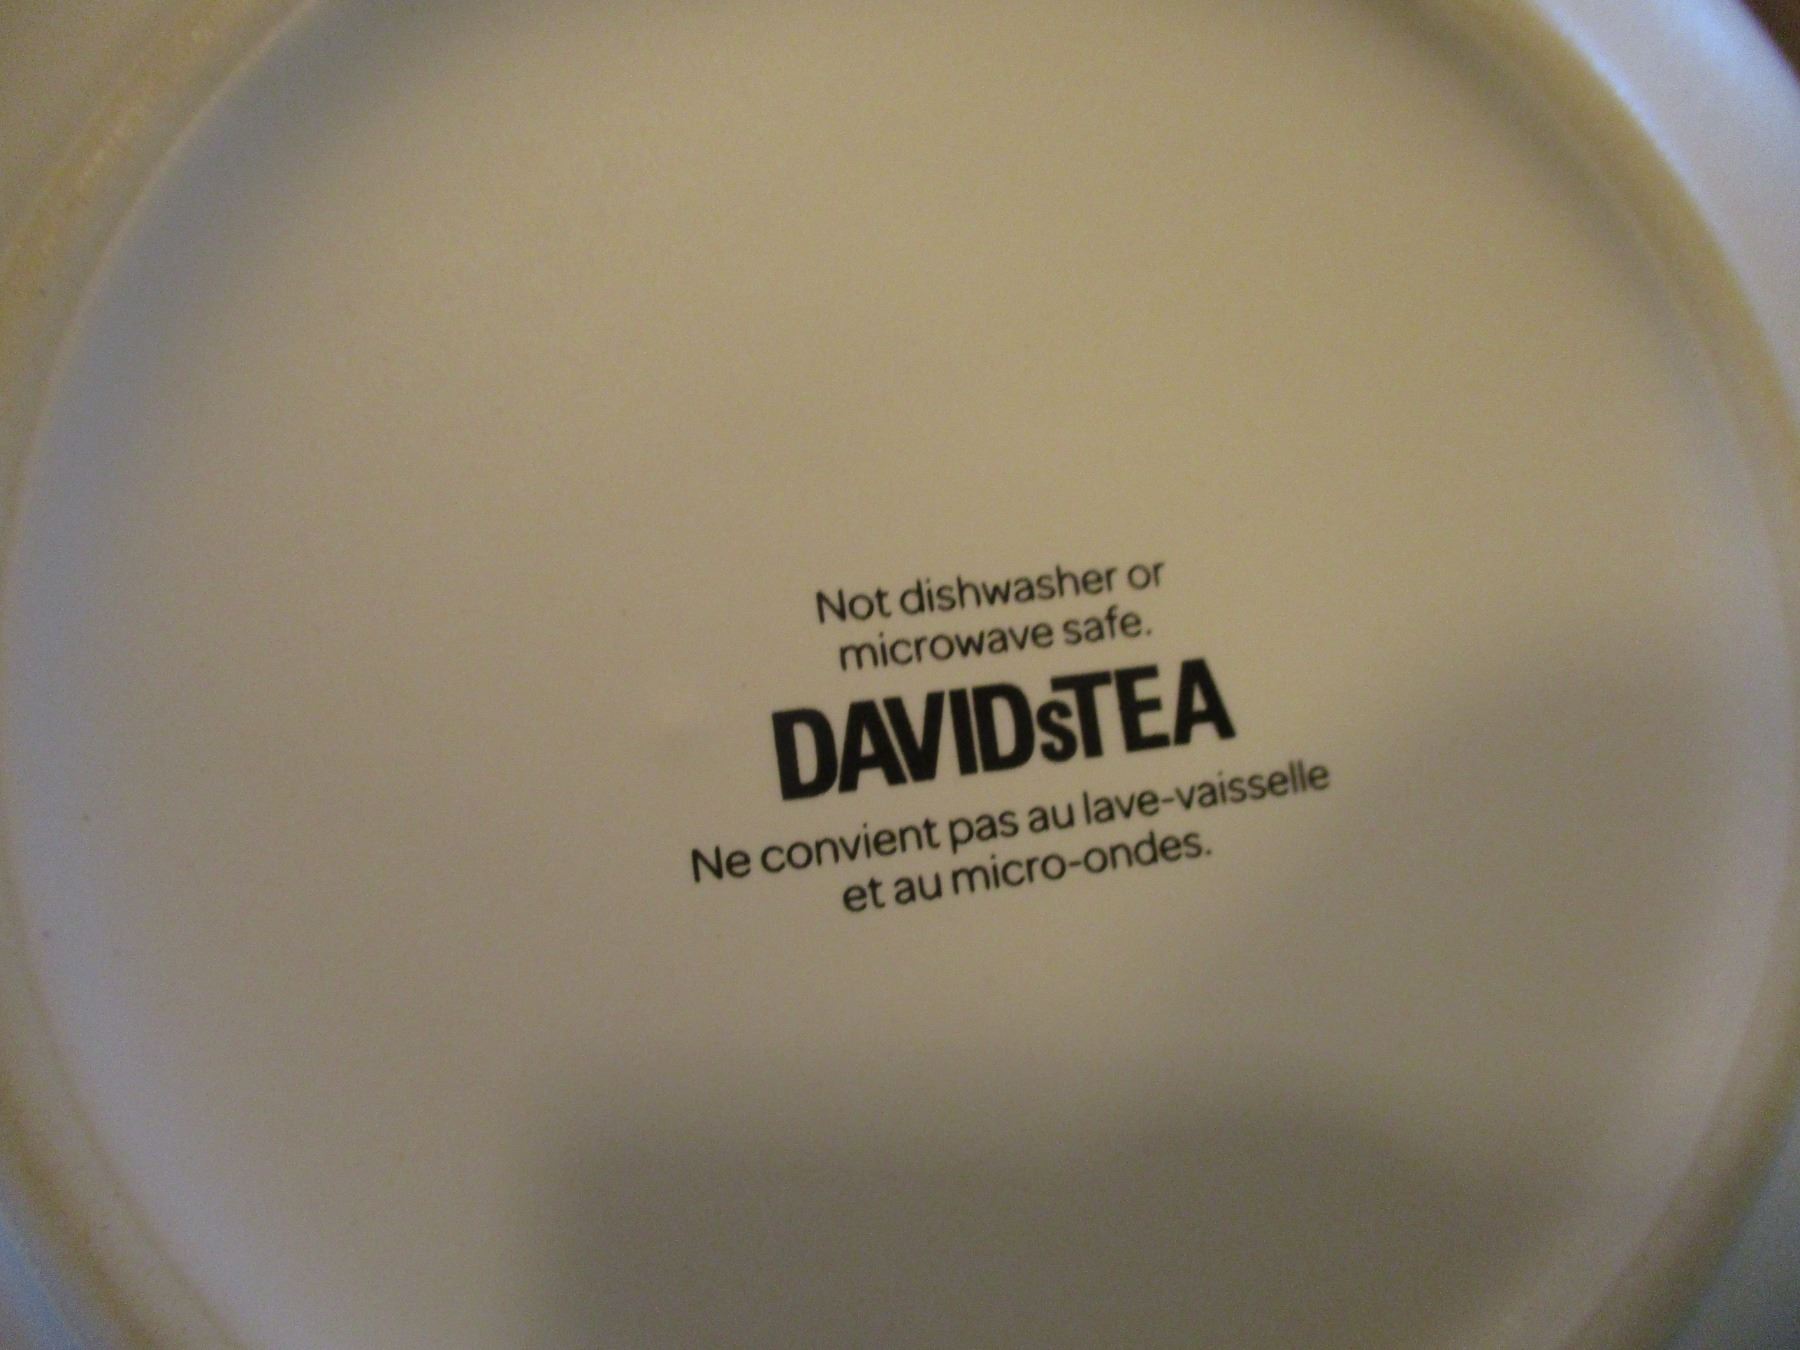 Not dishwasher or
microwave safe.
DAVIDsTEA
Ne convient pas au lave-vaisselle
et au micro-ondes.